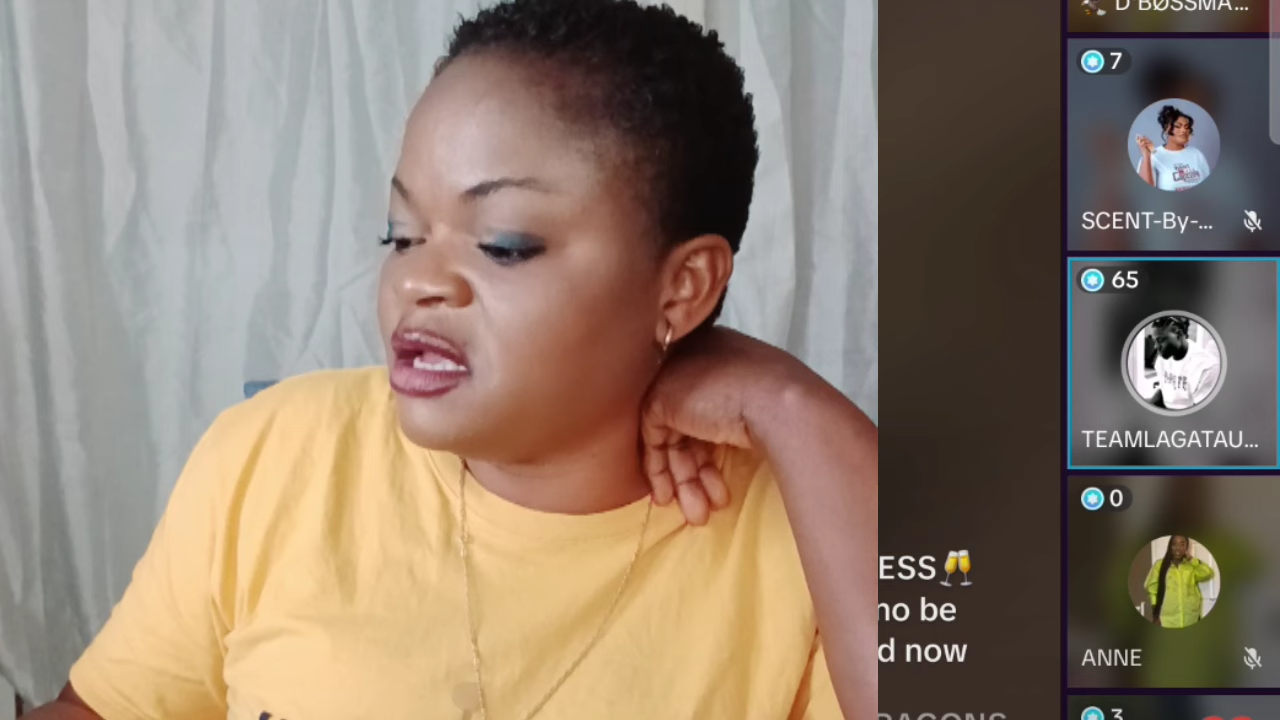 D BØSSMA...
7
SCENT-By-...
65
TEAMLAGATAU...
0
ANNE
3
ESS🥂
no be
d now